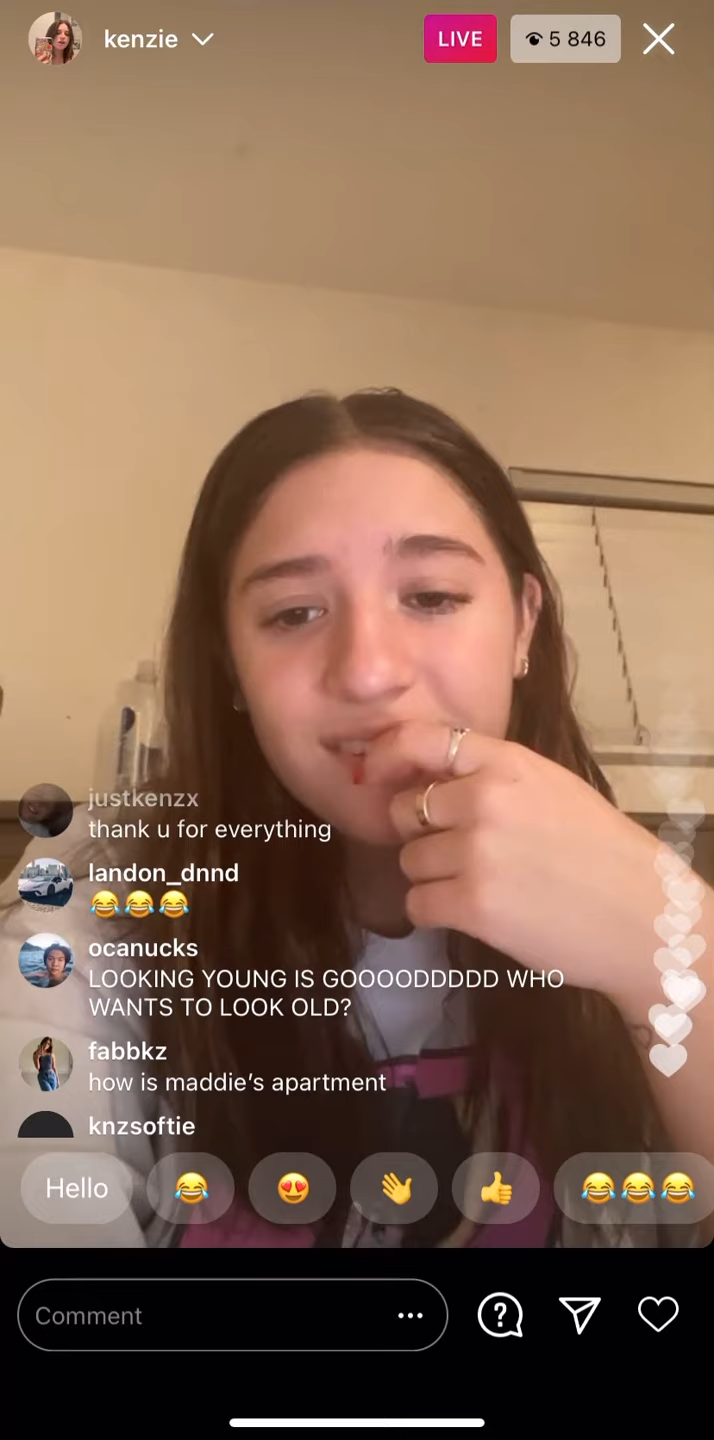 kenzie
LIVE
5 846
justkenzx
thank u for everything
landon_dnnd
😂😂😂
ocanucks
LOOKING YOUNG IS GOOOODDDDD WHO
WANTS TO LOOK OLD?
fabbkz
how is maddie's apartment
knzsoftie
Hello 😂 😍 👋 👍 😂😂😂
Comment